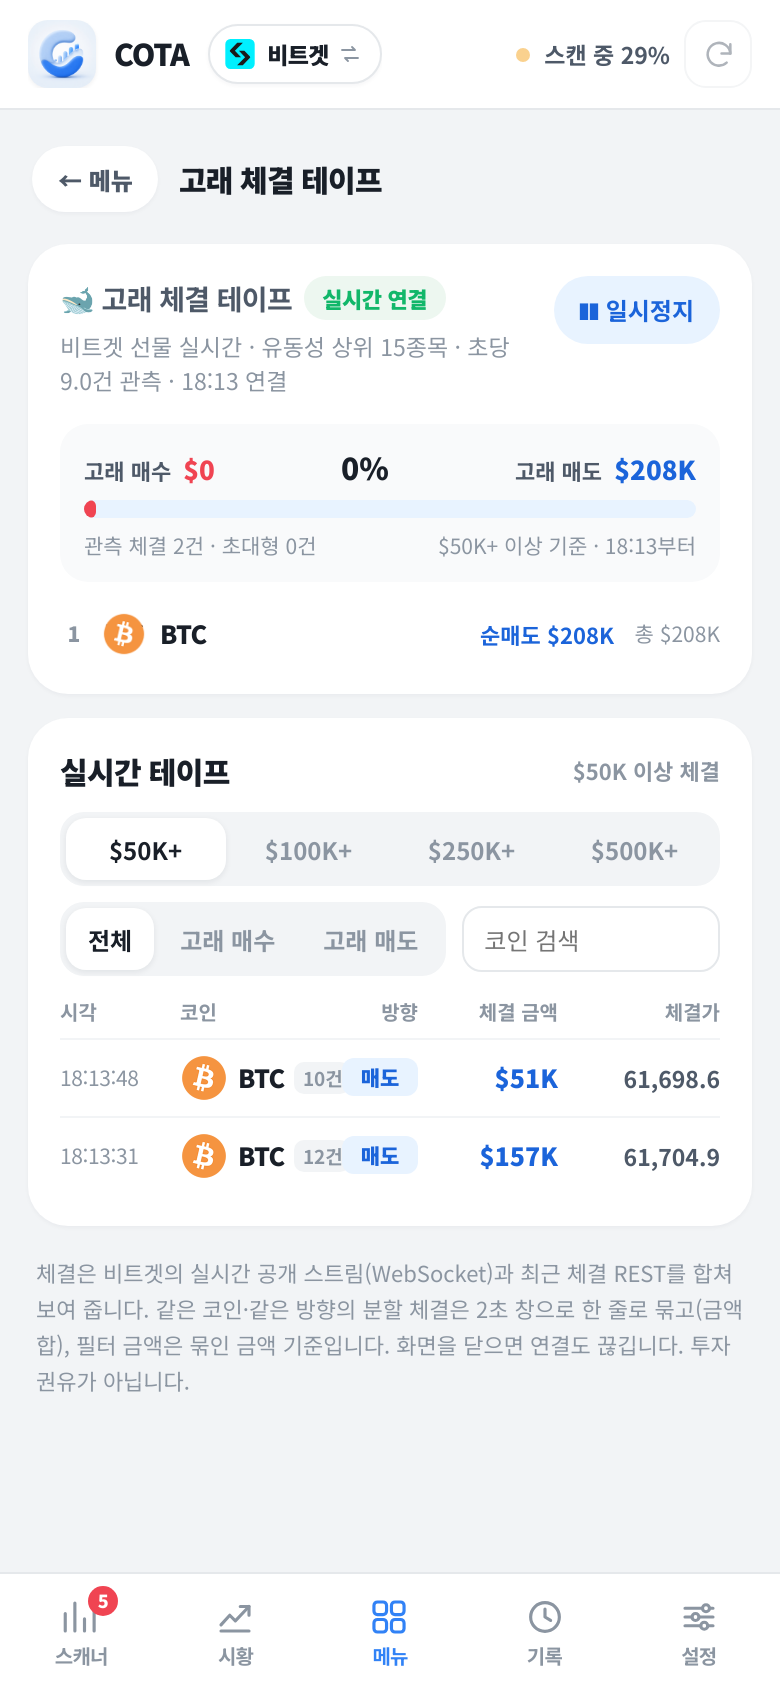 COTA
비트겟
스캔 중 29%
← 메뉴
고래 체결 테이프
고래 체결 테이프
실시간 연결
일시정지
비트겟 선물 실시간 · 유동성 상위 15종목 · 초당
9.0건 관측 · 18:13 연결
고래 매수 $0
0%
고래 매도 $208K
관측 체결 2건 · 초대형 0건
$50K+ 이상 기준 · 18:13부터
1 BTC 순매도 $208K 총 $208K
실시간 테이프
$50K 이상 체결
$50K+ $100K+ $250K+ $500K+
전체 고래 매수 고래 매도
코인 검색
시각 코인 방향 체결 금액 체결가
18:13:48 BTC 10건 매도 $51K 61,698.6
18:13:31 BTC 12건 매도 $157K 61,704.9
체결은 비트겟의 실시간 공개 스트림(WebSocket)과 최근 체결 REST를 합쳐
보여 줍니다. 같은 코인·같은 방향의 분할 체결은 2초 창으로 한 줄로 묶고(금액
합), 필터 금액은 묶인 금액 기준입니다. 화면을 닫으면 연결도 끊깁니다. 투자
권유가 아닙니다.
5
스캐너 시황 메뉴 기록 설정